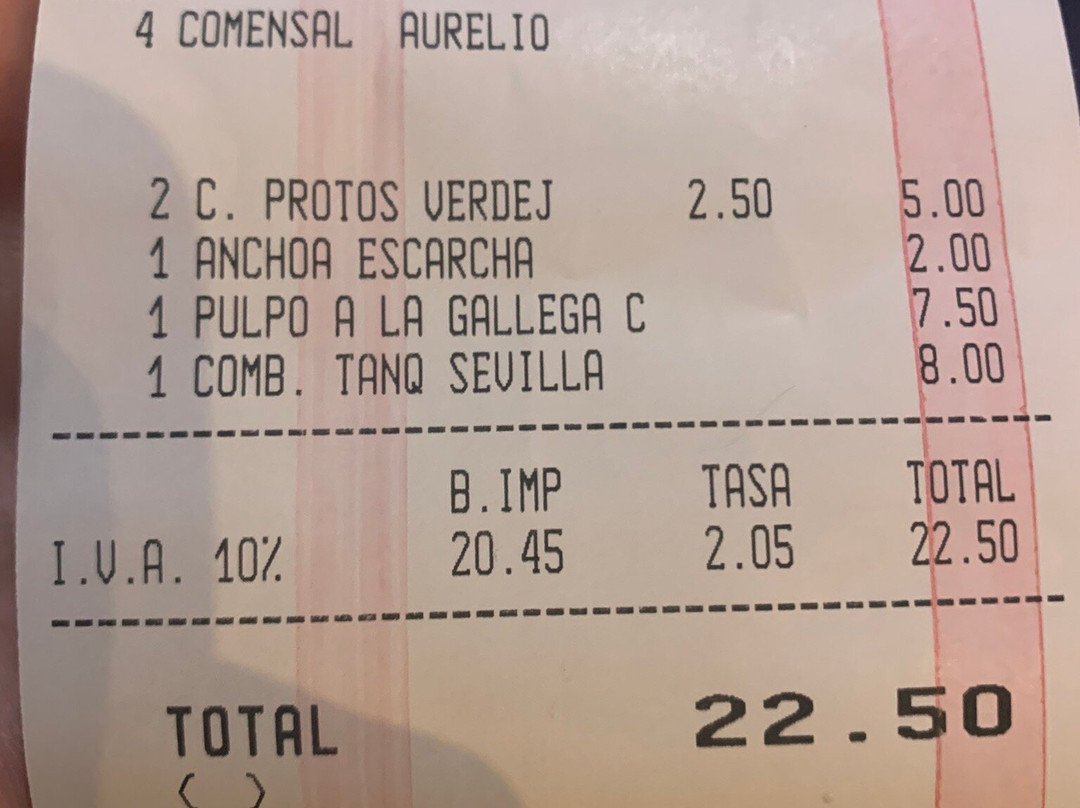 4 COMENSAL AURELIO
2 C. PROTOS VERDEJ 2.50 5.00
1 ANCHOA ESCARCHA 2.00
1 PULPO A LA GALLEGA C 7.50
1 COMB. TANQ SEVILLA 8.00
B.IMP TASA TOTAL
I.V.A. 10% 20.45 2.05 22.50
TOTAL 22.50
( )